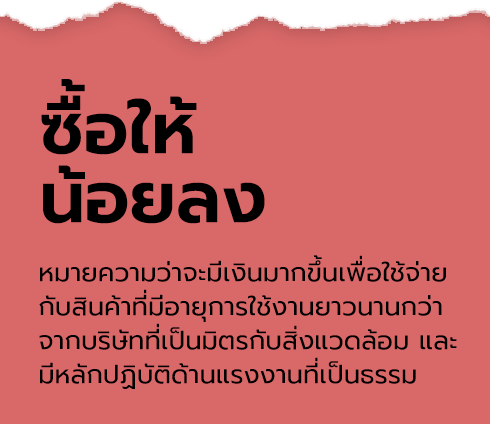 ซื้อให้
น้อยลง
หมายความว่าจะมีเงินมากขึ้นเพื่อใช้จ่าย
กับสินค้าที่มีอายุการใช้งานยาวนานกว่า
จากบริษัทที่เป็นมิตรกับสิ่งแวดล้อม และ
มีหลักปฏิบัติด้านแรงงานที่เป็นธรรม